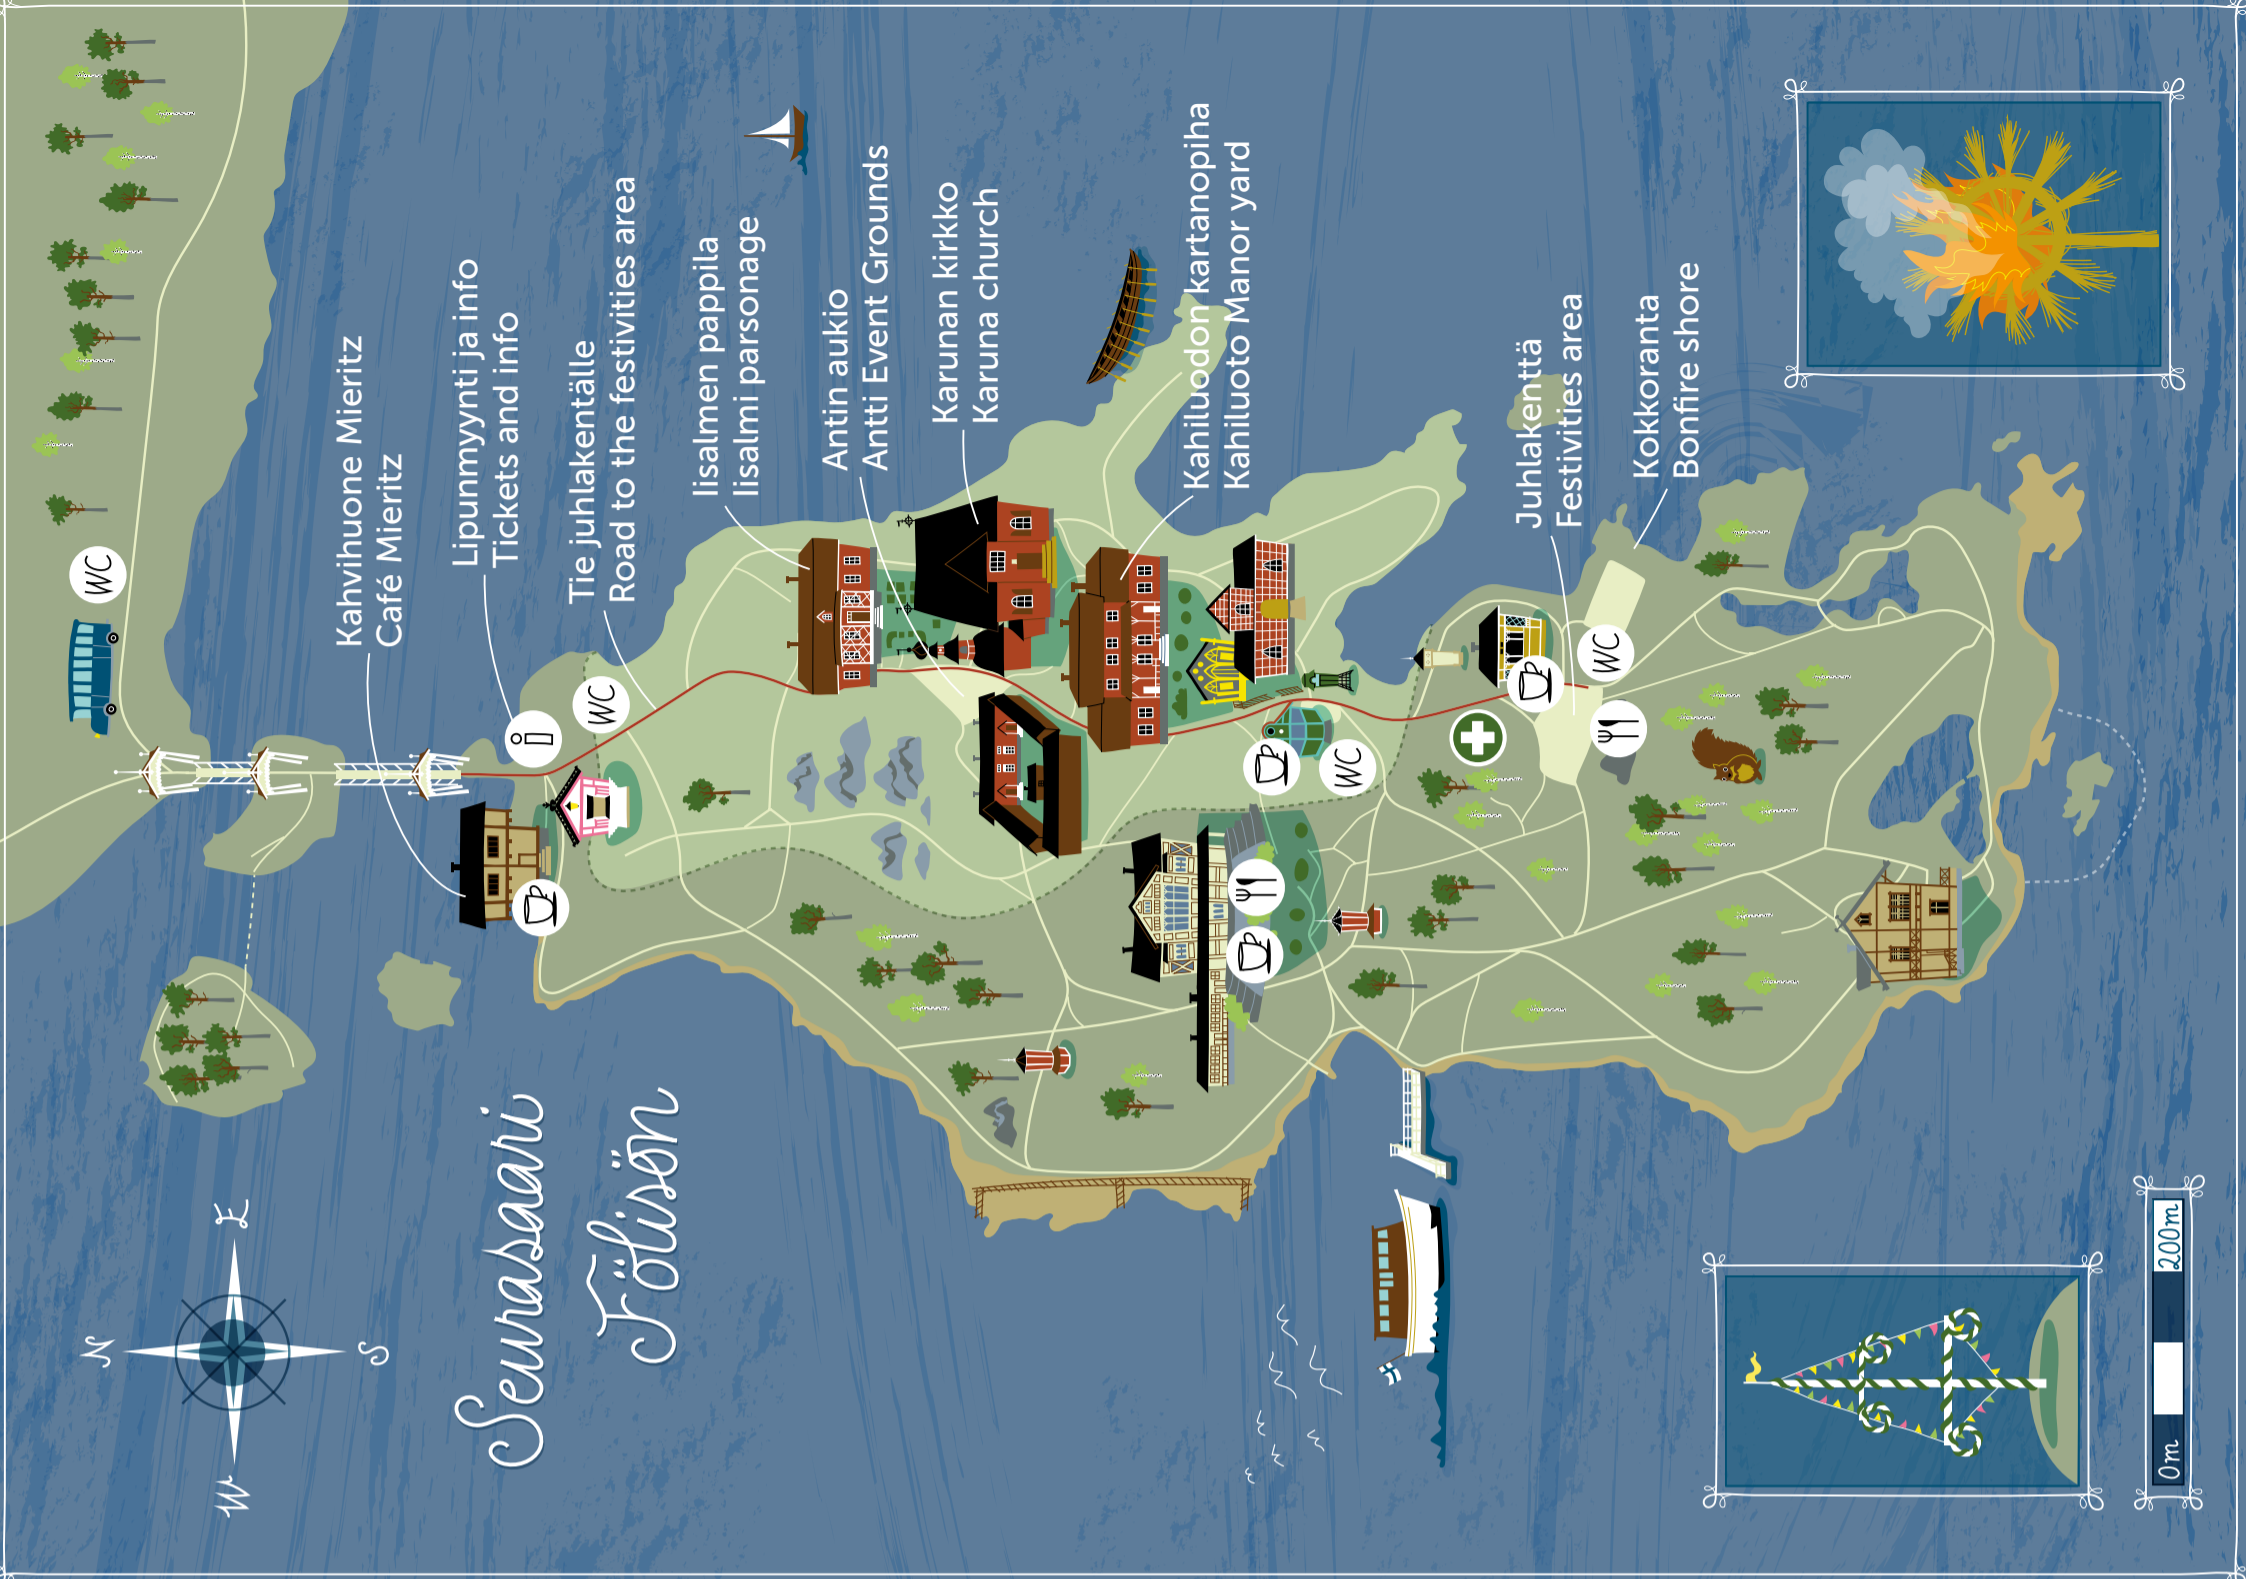 WC
Kahvihuone Mieritz
Café Mieritz
Lipunmyynti ja info
Tickets and info
i
WC
Tie juhlakentälle
Road to the festivities area
Iisalmen pappila
Iisalmi parsonage
Antin aukio
Antti Event Grounds
Karunan kirkko
Karuna church
Kahiluodon kartanopiha
Kahiluoto Manor yard
WC
Juhlakenttä
Festivities area
WC
Kokkoranta
Bonfire shore
Seurasaari
Fölisön
N
E
S
W
0m
200m